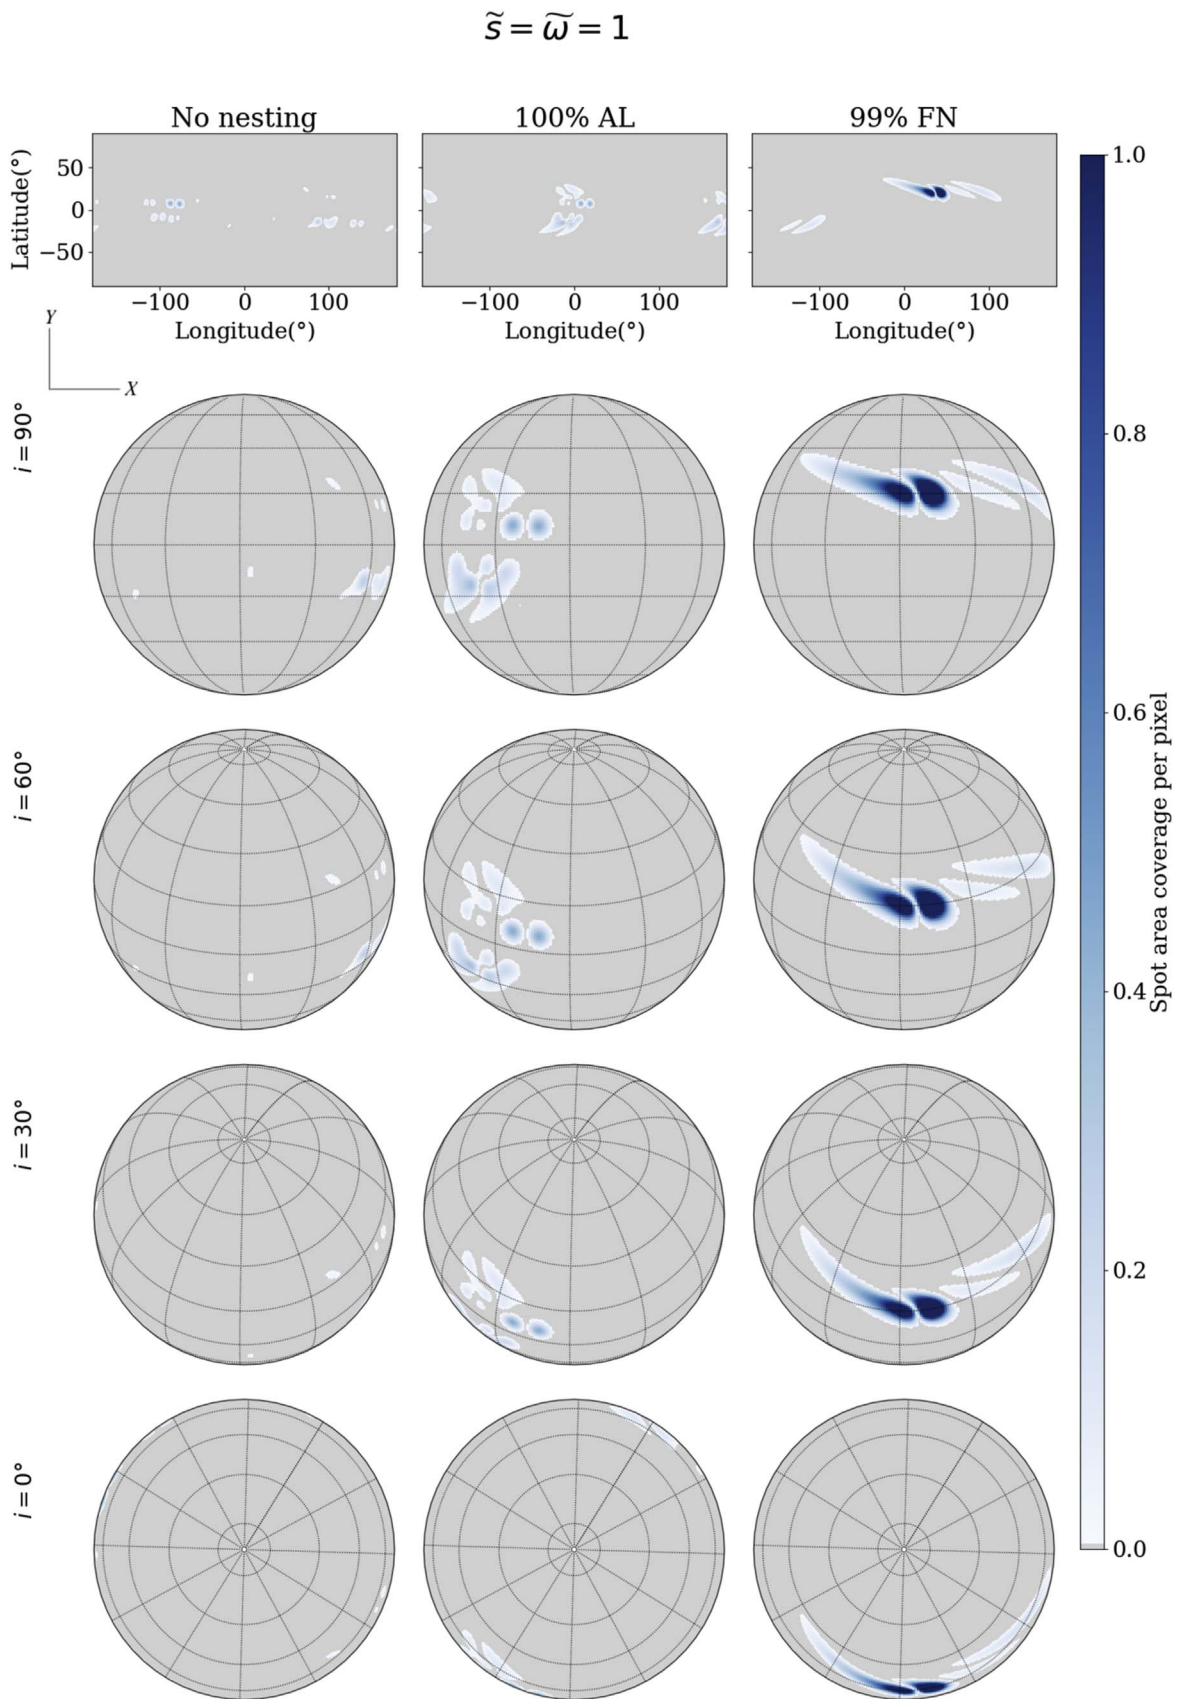 s̃ = ω̃ = 1
No nesting 100% AL 99% FN
Latitude(°)
50
0
−50
−100 0 100 −100 0 100 −100 0 100
Longitude(°) Longitude(°) Longitude(°)
Y
X
i = 90°
i = 60°
i = 30°
i = 0°
1.0
0.8
0.6
0.4
0.2
0.0
Spot area coverage per pixel